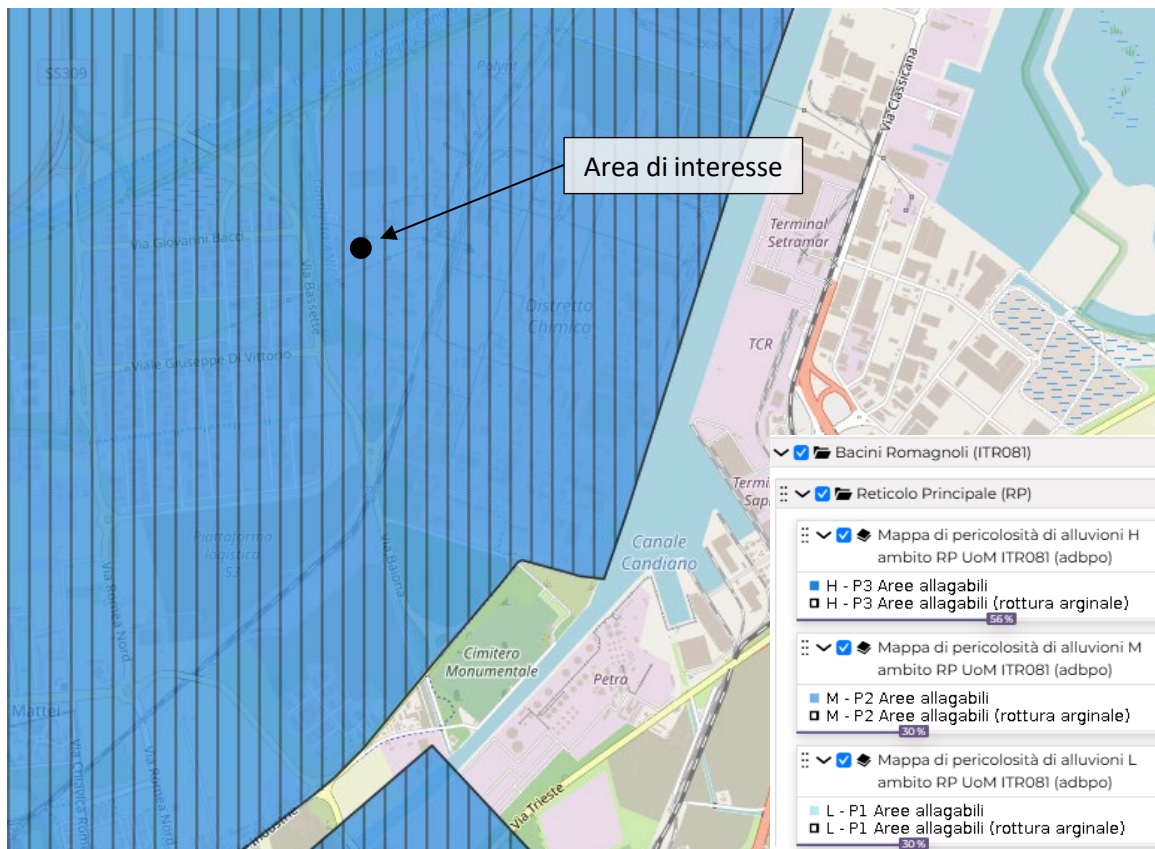 SS309
Polynt
Via Classicana
Area di interesse
Terminal
Setramar
Via Giovanni Bacci
Via Bassette
Distretto
Chimico
TCR
Viale Giuseppe Di Vittorio
Bacini Romagnoli (ITR081)
Reticolo Principale (RP)
Mappa di pericolosità di alluvioni H
ambito RP UoM ITR081 (adbpo)
H - P3 Aree allagabili
H - P3 Aree allagabili (rottura arginale)
56 %
Mappa di pericolosità di alluvioni M
ambito RP UoM ITR081 (adbpo)
M - P2 Aree allagabili
M - P2 Aree allagabili (rottura arginale)
30 %
Mappa di pericolosità di alluvioni L
ambito RP UoM ITR081 (adbpo)
L - P1 Aree allagabili
L - P1 Aree allagabili (rottura arginale)
30 %
Termi
Sap
Canale
Candiano
Piattaforma
logistica
S3
Via Baiona
Via Romea Nord
Cimitero
Monumentale
Petra
Mattei
Via Romea Nord
Via Chiavica Rom
Via Trieste
Industrie